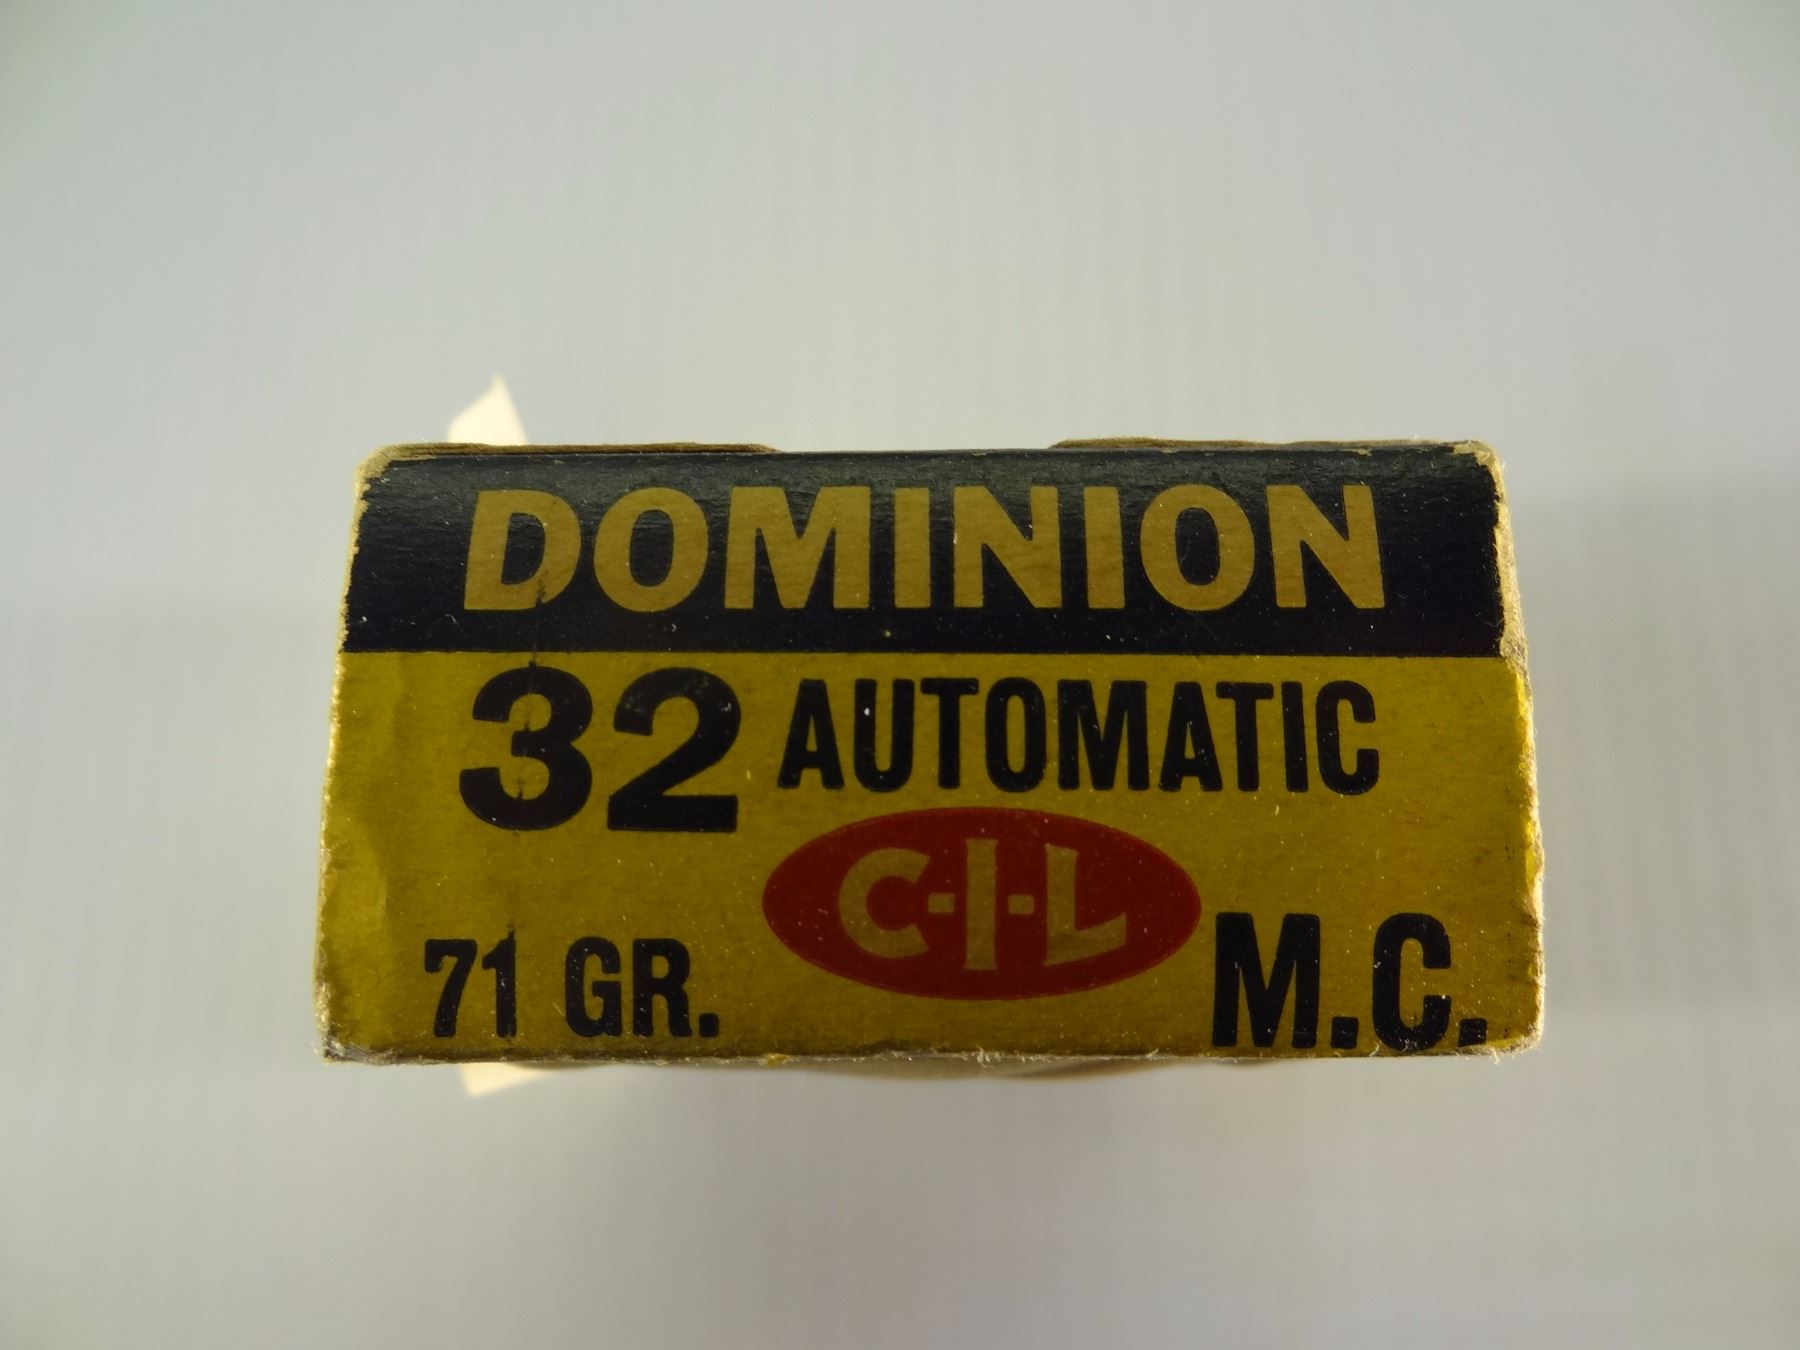 DOMINION
32 AUTOMATIC
C-I-L
71 GR.
M.C.